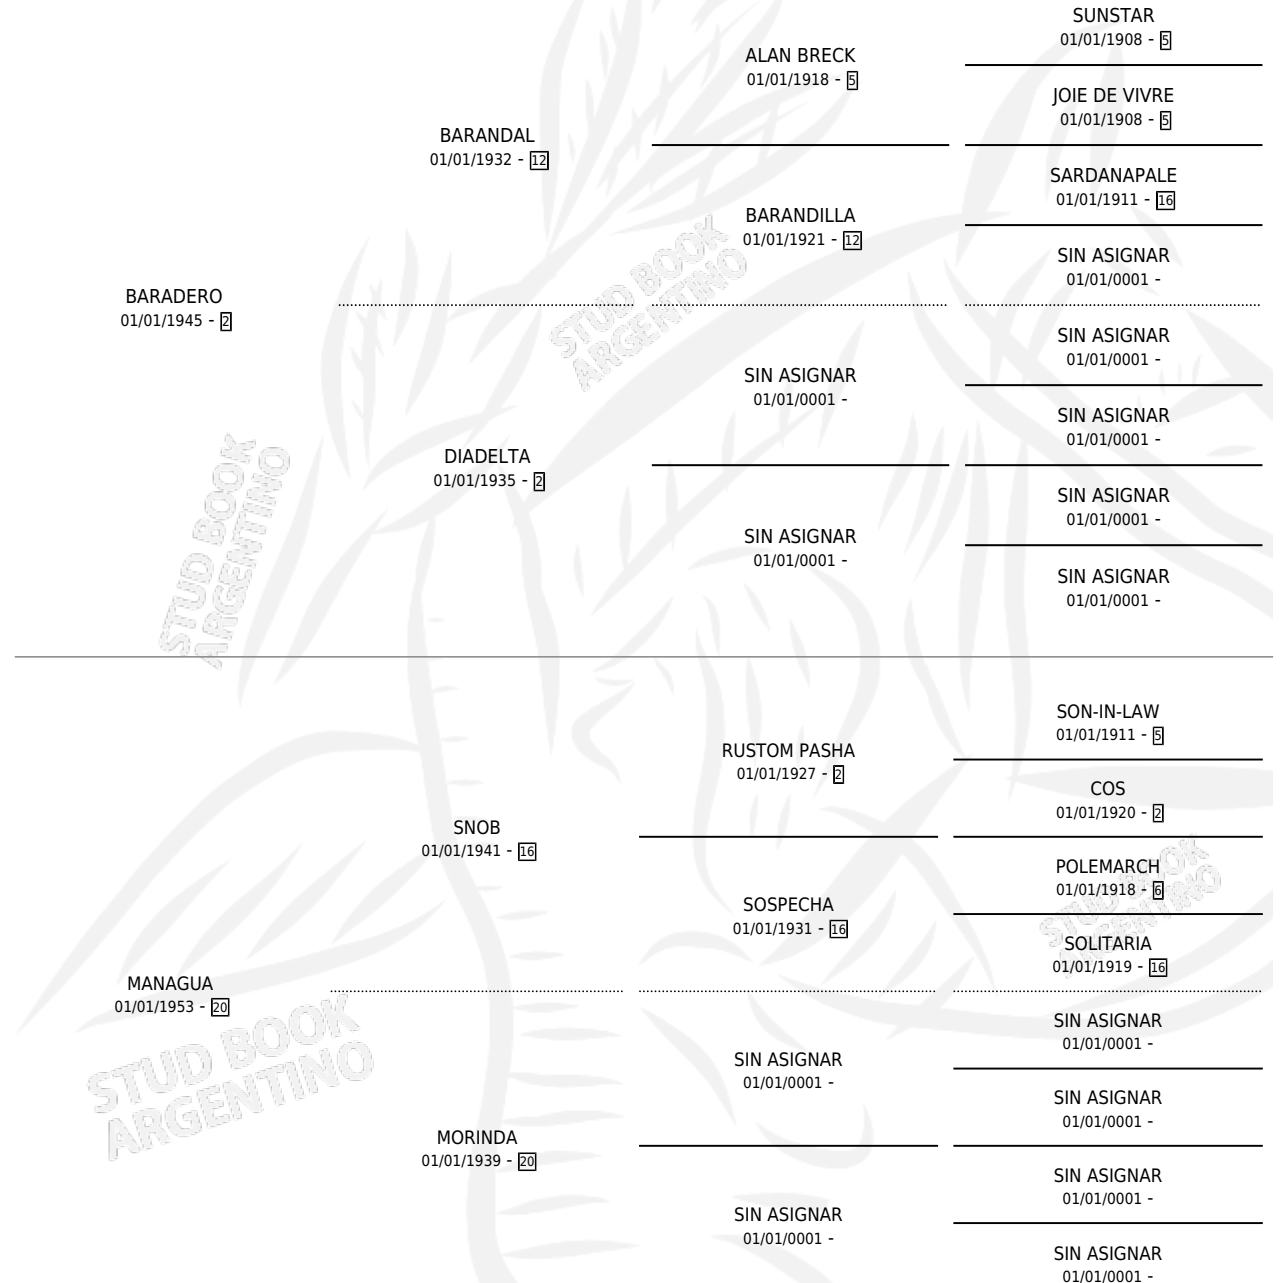 SUNSTAR
01/01/1908 - 5
ALAN BRECK
01/01/1918 - 5
JOIE DE VIVRE
01/01/1908 - 5
BARANDAL
01/01/1932 - 12
SARDANAPALE
01/01/1911 - 16
BARANDILLA
01/01/1921 - 12
SIN ASIGNAR
01/01/0001 -
BARADERO
01/01/1945 - 2
SIN ASIGNAR
01/01/0001 -
SIN ASIGNAR
01/01/0001 -
SIN ASIGNAR
01/01/0001 -
DIADELTA
01/01/1935 - 2
SIN ASIGNAR
01/01/0001 -
SIN ASIGNAR
01/01/0001 -
SIN ASIGNAR
01/01/0001 -
STUD BOOK
ARGENTINO
STUD BOOK
ARGENTINO
SON-IN-LAW
01/01/1911 - 5
RUSTOM PASHA
01/01/1927 - 2
COS
01/01/1920 - 2
SNOB
01/01/1941 - 16
POLEMARCH
01/01/1918 - 6
SOSPECHA
01/01/1931 - 16
SOLITARIA
01/01/1919 - 16
MANAGUA
01/01/1953 - 20
SIN ASIGNAR
01/01/0001 -
SIN ASIGNAR
01/01/0001 -
SIN ASIGNAR
01/01/0001 -
MORINDA
01/01/1939 - 20
SIN ASIGNAR
01/01/0001 -
SIN ASIGNAR
01/01/0001 -
SIN ASIGNAR
01/01/0001 -
STUD BOOK
ARGENTINO
STUD BOOK
ARGENTINO